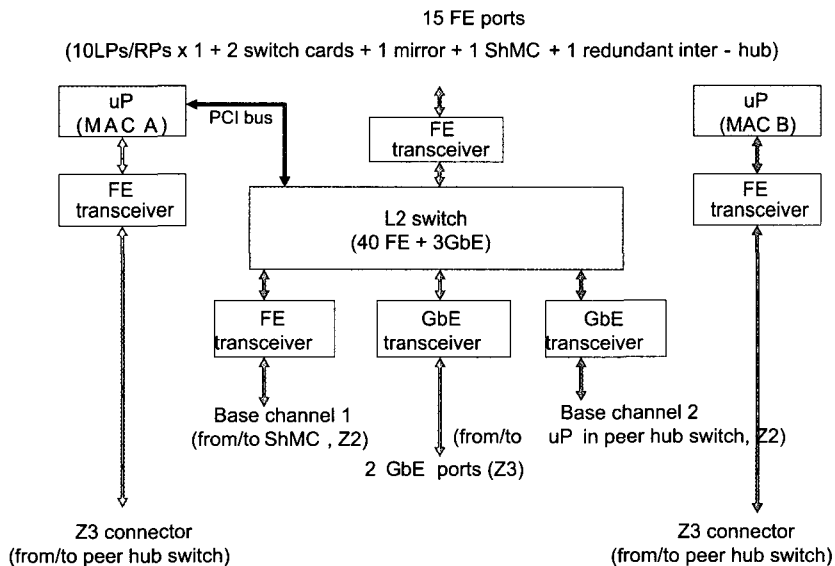 15 FE ports
(10LPs/RPs x 1 + 2 switch cards + 1 mirror + 1 ShMC + 1 redundant inter - hub)
uP
(MAC A)
PCI bus
FE
transceiver
uP
(MAC B)
FE
transceiver
L2 switch
(40 FE + 3GbE)
FE
transceiver
FE
transceiver
GbE
transceiver
GbE
transceiver
Base channel 1
(from/to ShMC , Z2)
Base channel 2
(from/to uP in peer hub switch, Z2)
2 GbE ports (Z3)
Z3 connector
(from/to peer hub switch)
Z3 connector
(from/to peer hub switch)